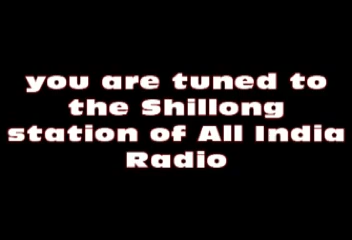 you are tuned to
the Shillong
station of All India
Radio